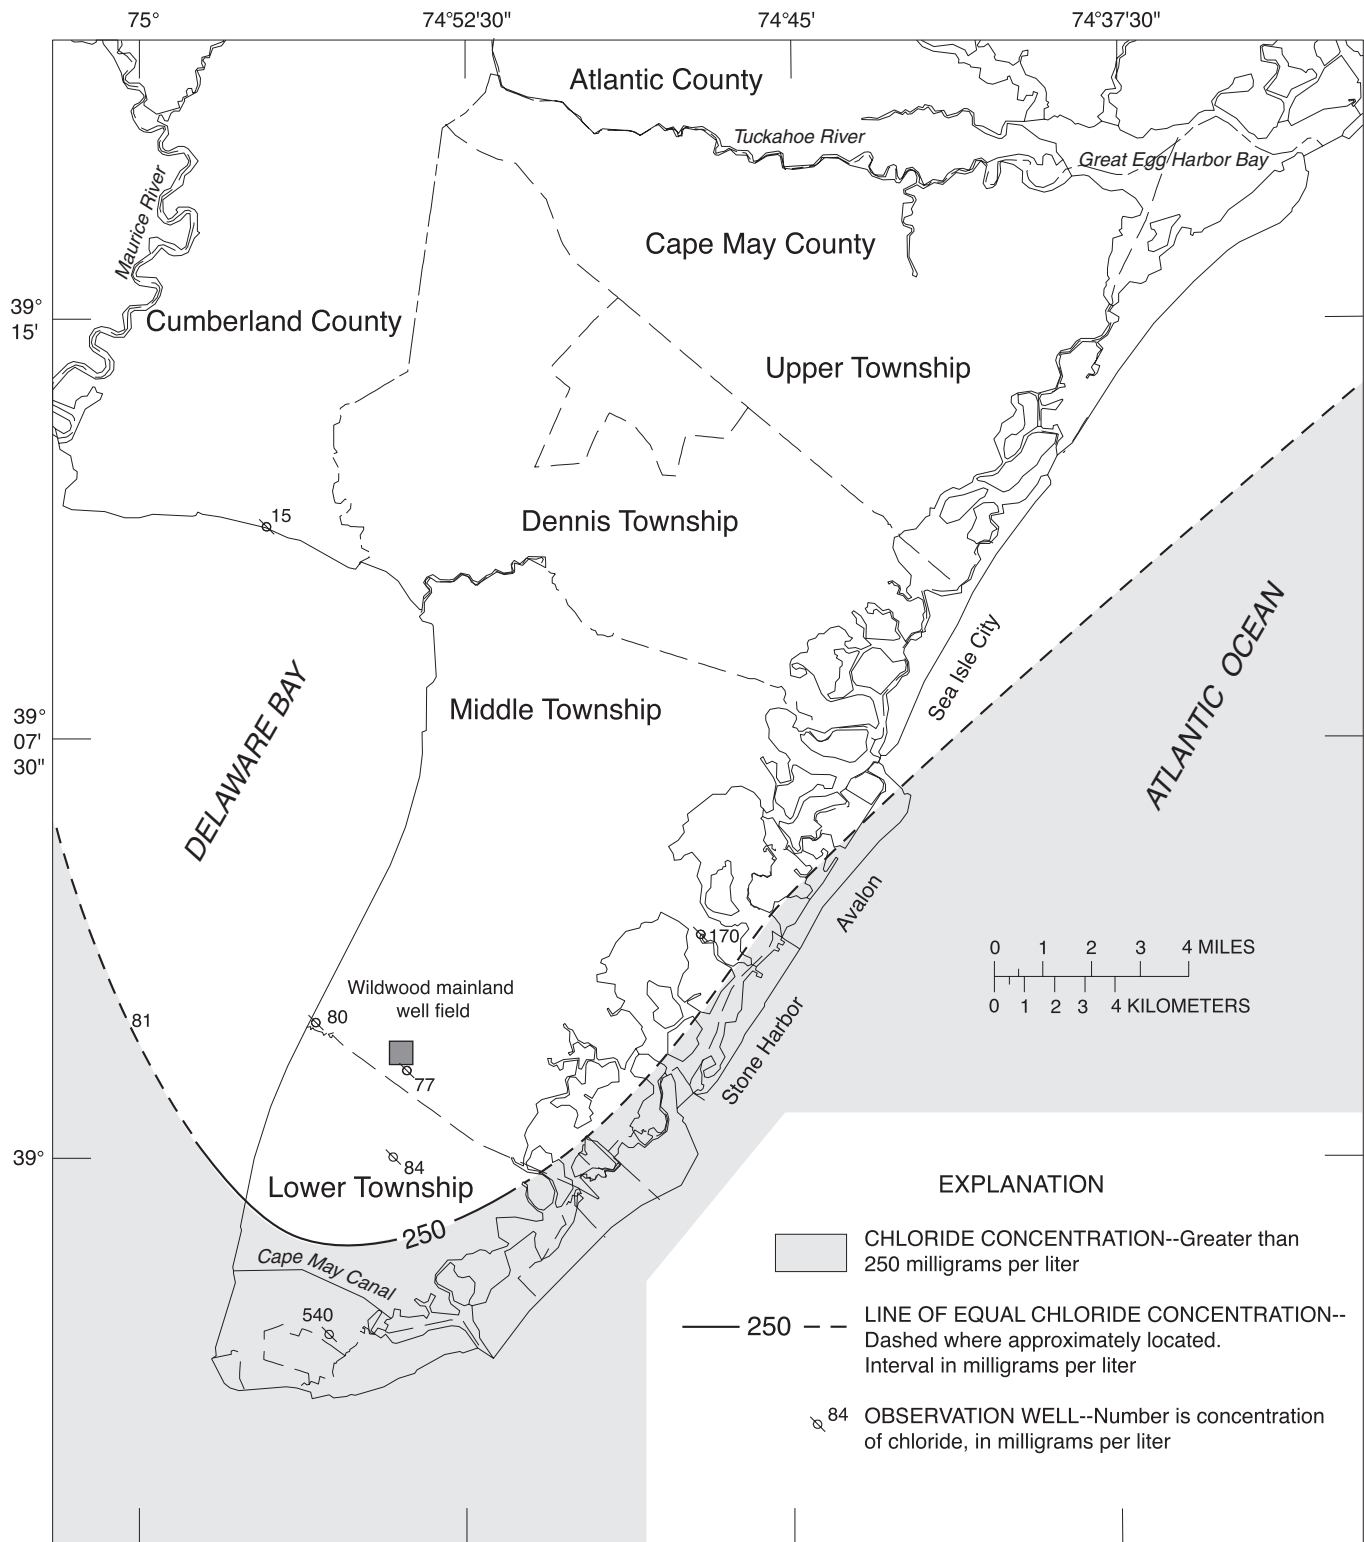 75°
74°52'30"
74°45'
74°37'30"
Atlantic County
Tuckahoe River
Great Egg Harbor Bay
Maurice River
Cape May County
39°
15'
Cumberland County
Upper Township
15
Dennis Township
ATLANTIC OCEAN
Sea Isle City
DELAWARE BAY
Middle Township
39°
07'
30"
Avalon
170
0 1 2 3 4 MILES
0 1 2 3 4 KILOMETERS
Wildwood mainland
well field
81
80
77
Stone Harbor
39°
84
Lower Township
250
Cape May Canal
540
EXPLANATION
CHLORIDE CONCENTRATION--Greater than
250 milligrams per liter
250
LINE OF EQUAL CHLORIDE CONCENTRATION--
Dashed where approximately located.
Interval in milligrams per liter
84
OBSERVATION WELL--Number is concentration
of chloride, in milligrams per liter